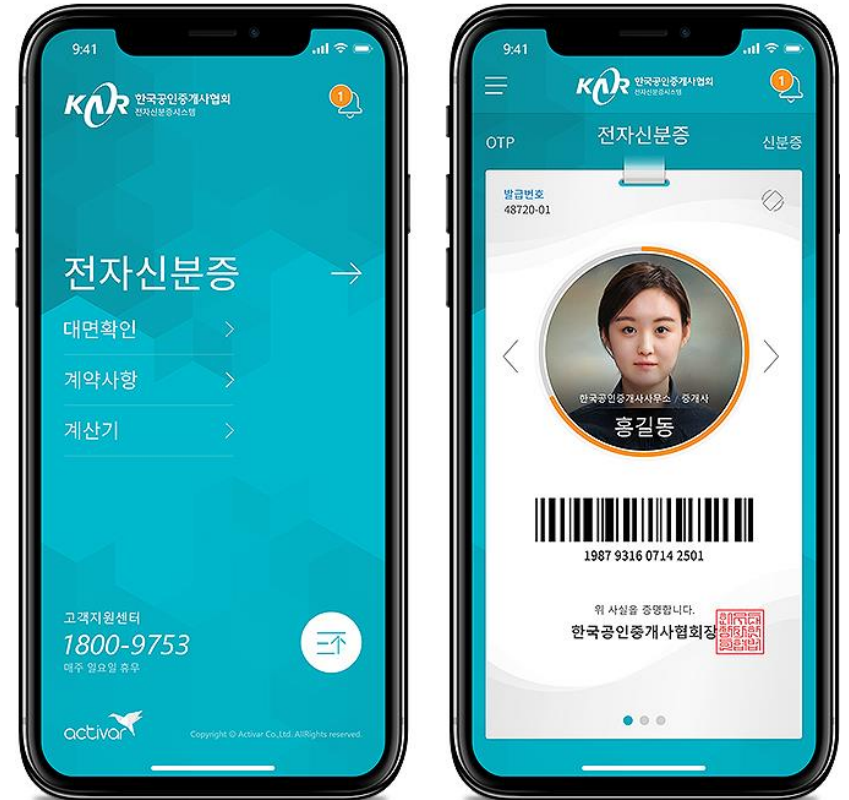 9:41
KAR 한국공인중개사협회
전자신분증시스템
1
전자신분증
대면확인
계약사항
계산기
고객지원센터
1800-9753
매주 일요일 휴무
activar
Copyright © Activar Co.,Ltd. AllRights reserved.
9:41
KAR 한국공인중개사협회
전자신분증시스템
1
OTP 전자신분증 신분증
발급번호
48720-01
한국공인중개사사무소 / 중개사
홍길동
1987 9316 0714 2501
위 사실을 증명합니다.
한국공인중개사협회장